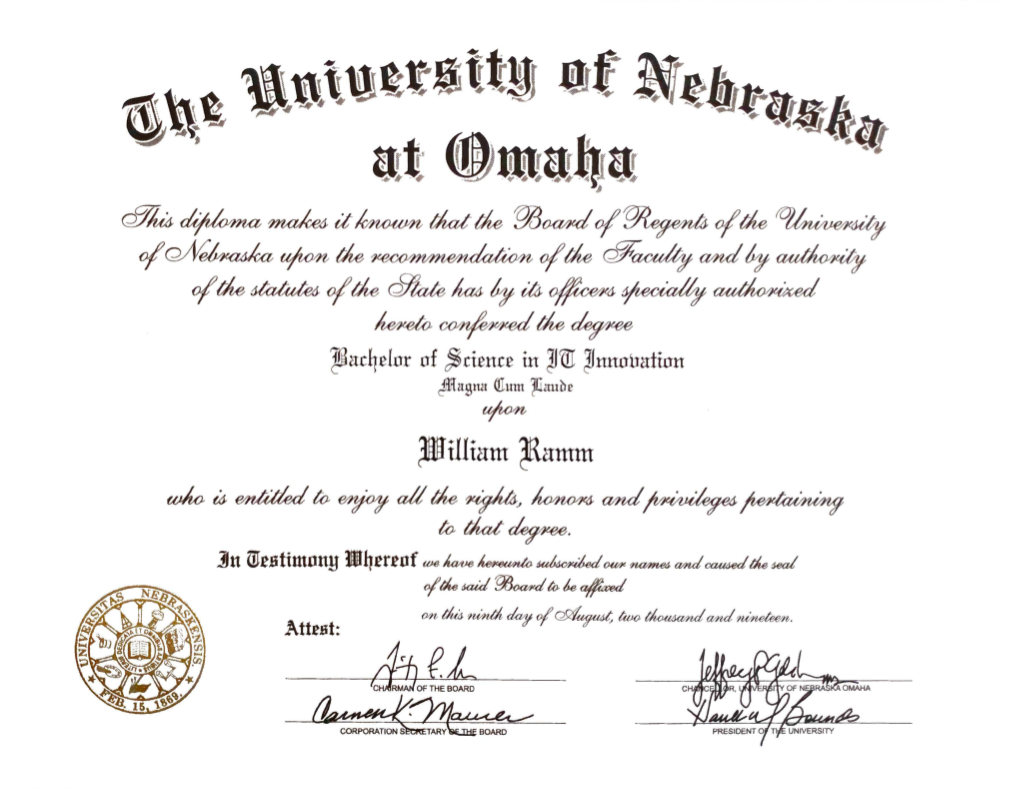 The University of Nebraska
at Omaha
This diploma makes it known that the Board of Regents of the University
of Nebraska upon the recommendation of the Faculty and by authority
of the statutes of the State has by its officers specially authorized
hereto conferred the degree
Bachelor of Science in IT Innovation
Magna Cum Laude
upon
William Ramm
who is entitled to enjoy all the rights, honors and privileges pertaining
to that degree.
In Testimony Whereof we have hereunto subscribed our names and caused the seal
of the said Board to be affixed
on this ninth day of August, two thousand and nineteen.
UNIVERSITAS NEBRASKENSIS
FEB. 15, 1869.
Attest:
CHAIRMAN OF THE BOARD
Jeffrey P Gold
CHANCELLOR, UNIVERSITY OF NEBRASKA OMAHA
Carmen K. Maurer
CORPORATION SECRETARY OF THE BOARD
PRESIDENT OF THE UNIVERSITY